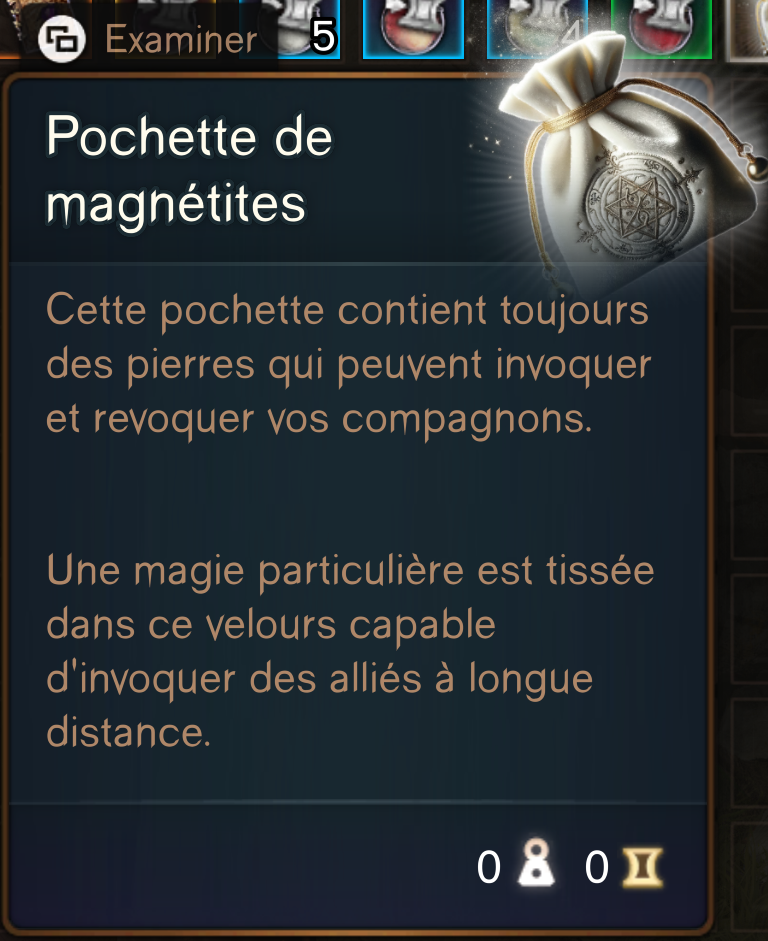 Examiner
5
4
Pochette de
magnétites
Cette pochette contient toujours
des pierres qui peuvent invoquer
et revoquer vos compagnons.
Une magie particulière est tissée
dans ce velours capable
d'invoquer des alliés à longue
distance.
0 0